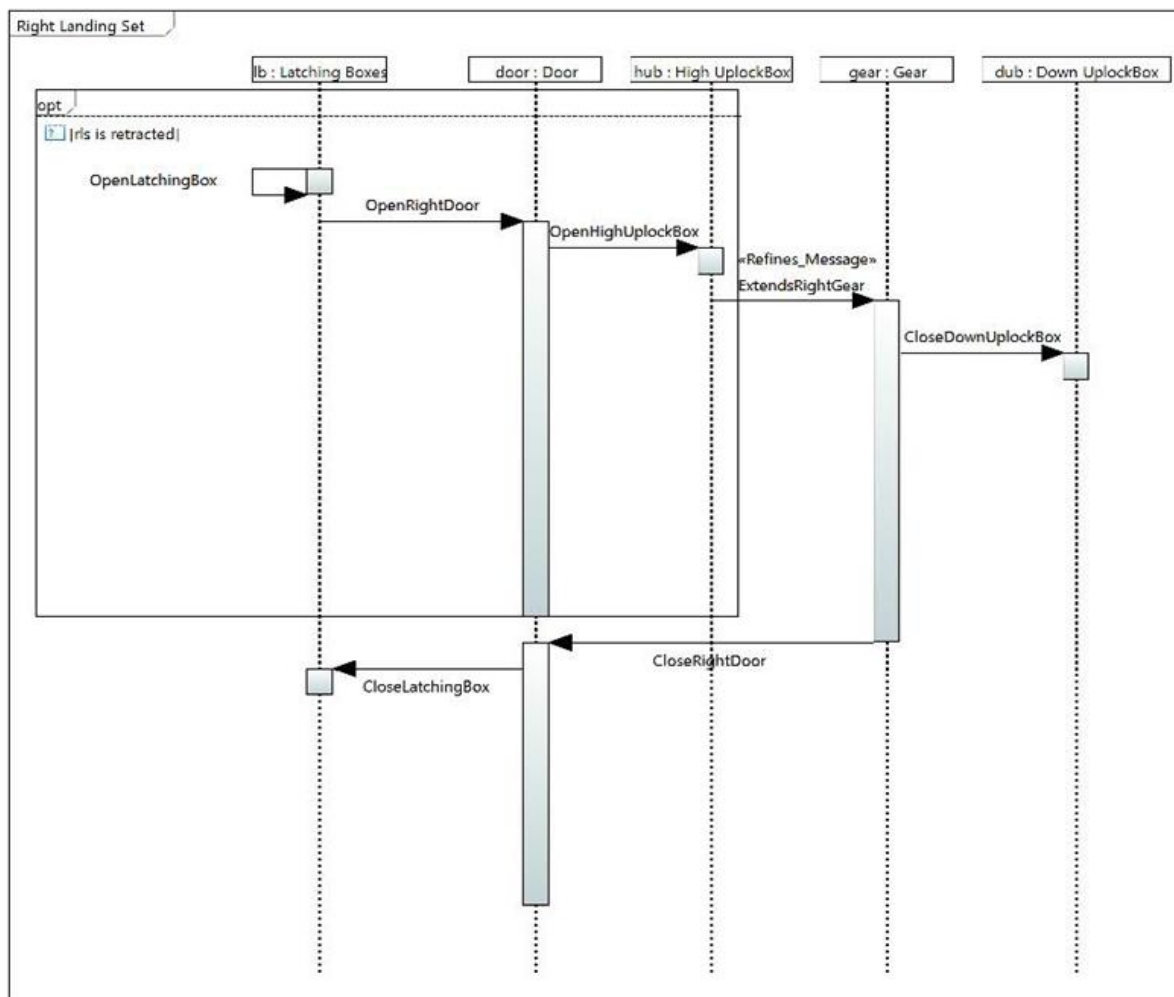 Right Landing Set
lb : Latching Boxes
door : Door
hub : High UplockBox
gear : Gear
dub : Down UplockBox
opt
? |rls is retracted|
OpenLatchingBox
OpenRightDoor
OpenHighUplockBox
«Refines_Message»
ExtendsRightGear
CloseDownUplockBox
CloseRightDoor
CloseLatchingBox